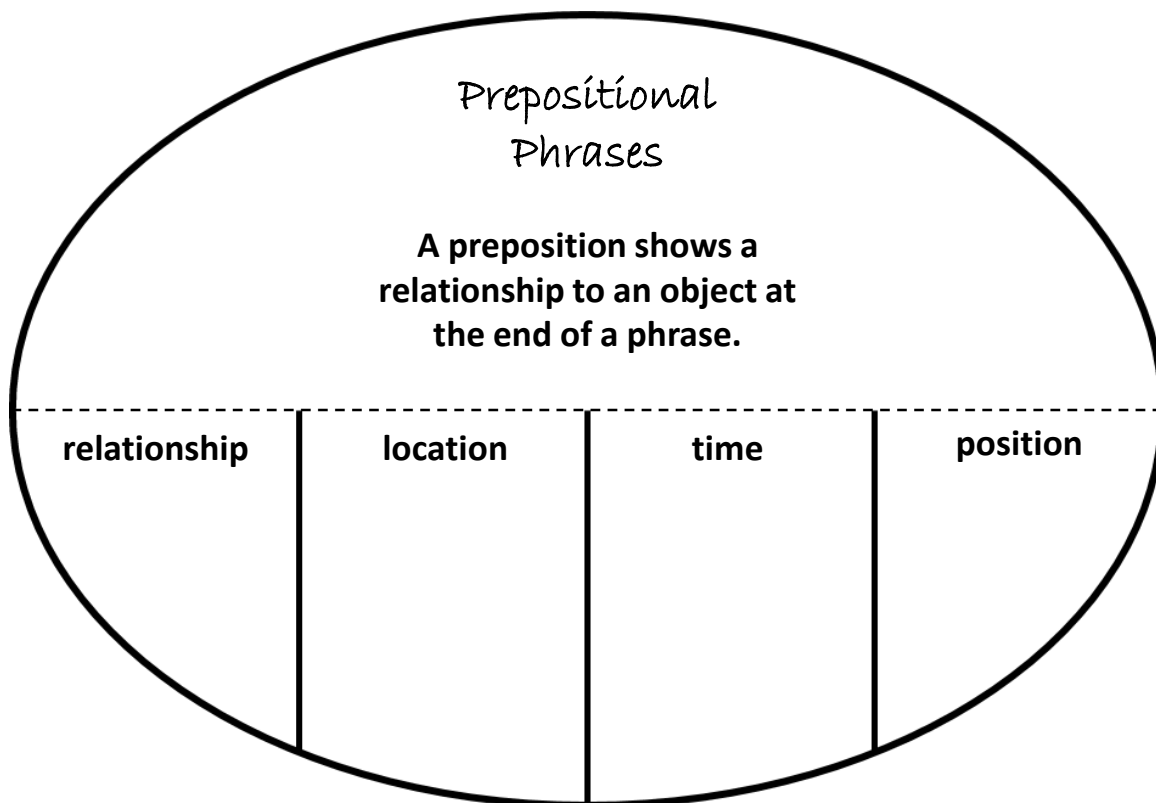 Prepositional
Phrases
A preposition shows a
relationship to an object at
the end of a phrase.
relationship
location
time
position